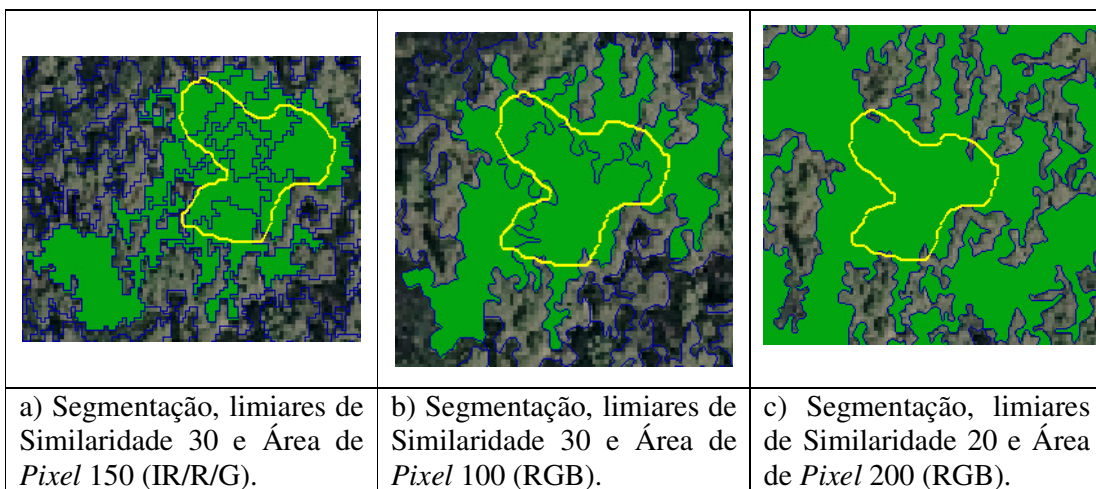 a) Segmentação, limiares de
Similaridade 30 e Área de
Pixel 150 (IR/R/G).
b) Segmentação, limiares de
Similaridade 30 e Área de
Pixel 100 (RGB).
c) Segmentação, limiares
de Similaridade 20 e Área
de Pixel 200 (RGB).